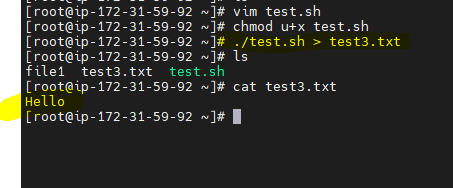 [root@ip-172-31-59-92 ~]# vim test.sh
[root@ip-172-31-59-92 ~]# chmod u+x test.sh
[root@ip-172-31-59-92 ~]# ./test.sh > test3.txt
[root@ip-172-31-59-92 ~]# ls
file1  test3.txt  test.sh
[root@ip-172-31-59-92 ~]# cat test3.txt
Hello
[root@ip-172-31-59-92 ~]#